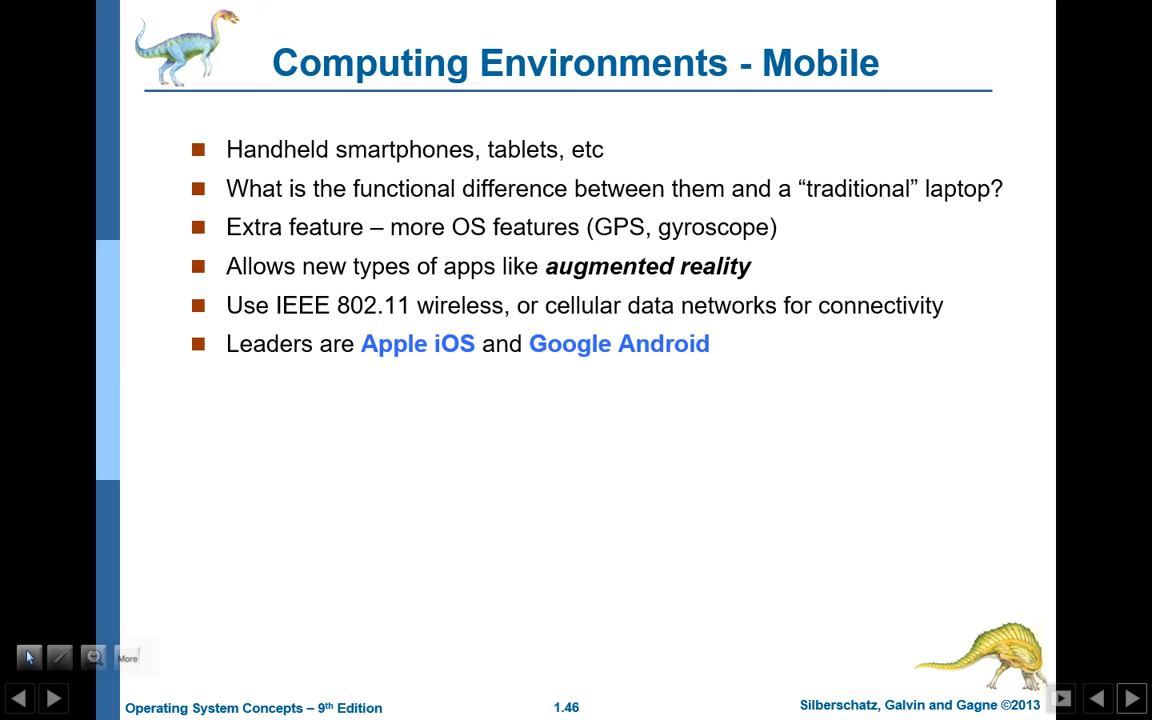 Computing Environments - Mobile
Handheld smartphones, tablets, etc
What is the functional difference between them and a “traditional” laptop?
Extra feature – more OS features (GPS, gyroscope)
Allows new types of apps like augmented reality
Use IEEE 802.11 wireless, or cellular data networks for connectivity
Leaders are Apple iOS and Google Android
More
Operating System Concepts – 9th Edition
1.46
Silberschatz, Galvin and Gagne ©2013